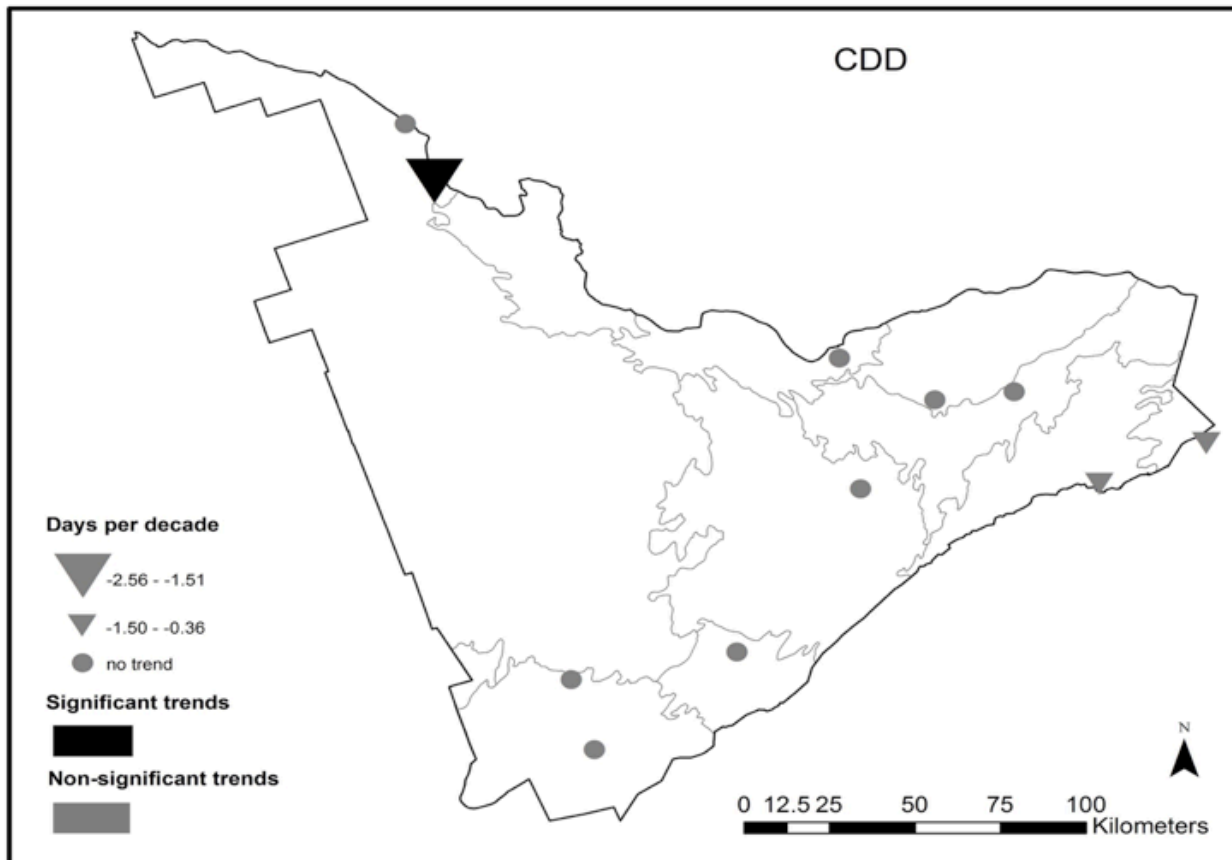 CDD
Days per decade
-2.56 - -1.51
-1.50 - -0.36
no trend
Significant trends
Non-significant trends
N
0 12.5 25 50 75 100
Kilometers